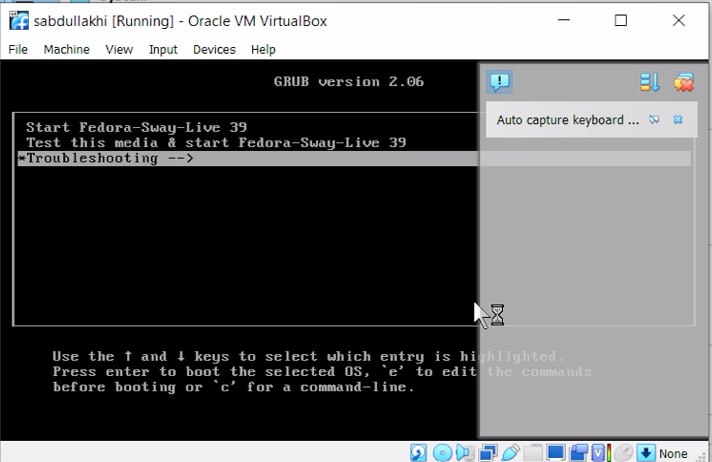 sabdullakhi [Running] - Oracle VM VirtualBox
File Machine View Input Devices Help
GRUB version 2.06
Auto capture keyboard ...
Start Fedora-Sway-Live 39
Test this media & start Fedora-Sway-Live 39
*Troubleshooting -->
Use the ↑ and ↓ keys to select which entry is highlighted.
Press enter to boot the selected OS, `e' to edit the commands
before booting or `c' for a command-line.
None